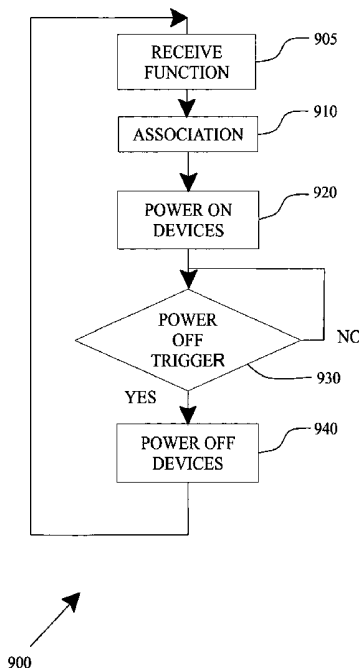 RECEIVE
FUNCTION
905
ASSOCIATION
910
POWER ON
DEVICES
920
POWER
OFF
TRIGGER
NO
930
YES
POWER OFF
DEVICES
940
900